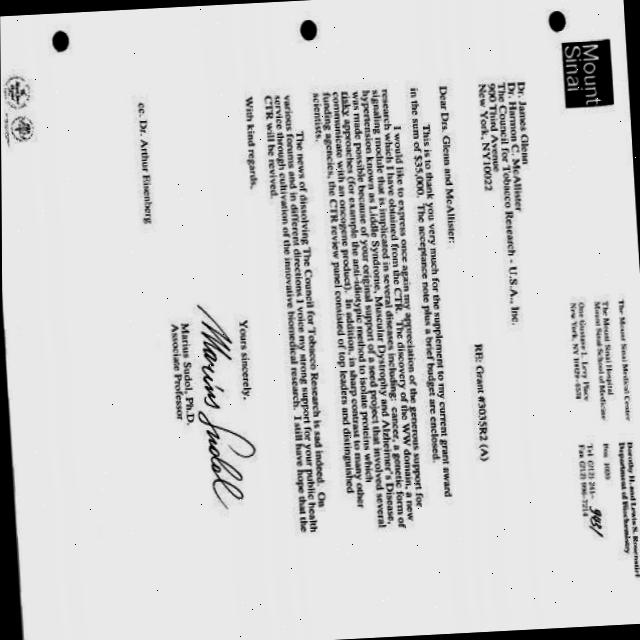 Mount
Sinai
The Mount Sinai Medical Center
The Mount Sinai Hospital
Mount Sinai School of Medicine
One Gustave L. Levy Place
New York, NY 10029-6574
Dorothy H. and Lewis S. Rosenstiel
Department of Biochemistry
Box 1020
Tel (212) 241-
Fax (212) 996-7214
Dr. James Glenn
Dr. Harmon C. McAllister
The Council for Tobacco Research - U.S.A., Inc.
900 Third Avenue
New York, NY10022
RE: Grant #3035R2 (A)
Dear Drs. Glenn and McAllister:
This is to thank you very much for the supplement to my current grant award
in the sum of $35,000. The acceptance note plus a brief budget are enclosed.
I would like to express once again my appreciation of the generous support for
research which I have obtained from the CTR. The discovery of the WW domain, a new
signaling module that is implicated in several diseases including: cancer, a genetic form of
hypertension known as Liddle Syndrome, Muscular Dystrophy and Alzheimer's Disease,
was made possible because of your original support of a seed project that involved several
risky approaches (for example the anti-idiotypic method to isolate proteins which
communicate with an oncogene product). In addition, in sharp contrast to many other
funding agencies, the CTR review panel consisted of top leaders and distinguished
scientists.
The news of dissolving The Council for Tobacco Research is sad indeed. On
various forums and in different directions I voice my strong support for your public health
service through cultivation of the innovative biomedical research. I still have hope that the
CTR will be revived.
With kind regards,
Yours sincerely,
Marius Sudol
Marius Sudol, Ph.D.
Associate Professor
cc. Dr. Arthur Eisenberg